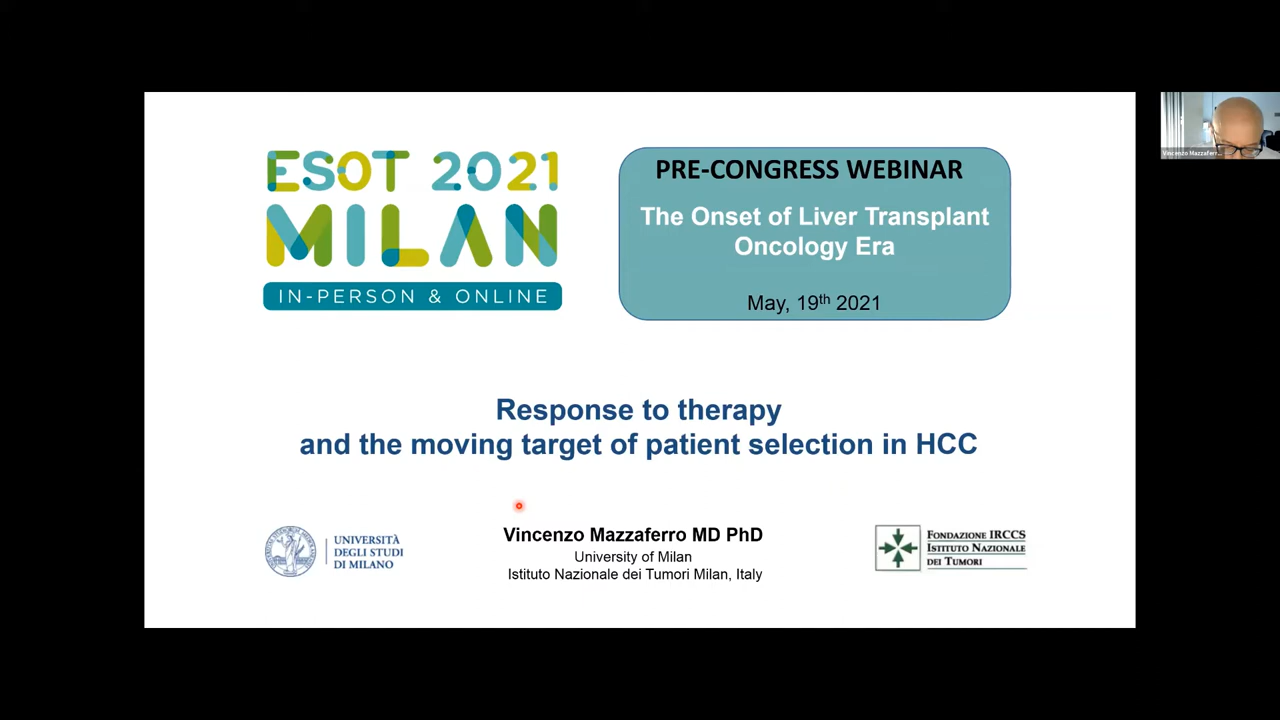 ESOT 2021
MILAN
IN-PERSON & ONLINE
PRE-CONGRESS WEBINAR
The Onset of Liver Transplant
Oncology Era
May, 19th 2021
Vincenzo Mazzaferr...
Response to therapy
and the moving target of patient selection in HCC
UNIVERSITÀ
DEGLI STUDI
DI MILANO
Vincenzo Mazzaferro MD PhD
University of Milan
Istituto Nazionale dei Tumori Milan, Italy
FONDAZIONE IRCCS
ISTITUTO NAZIONALE
DEI TUMORI